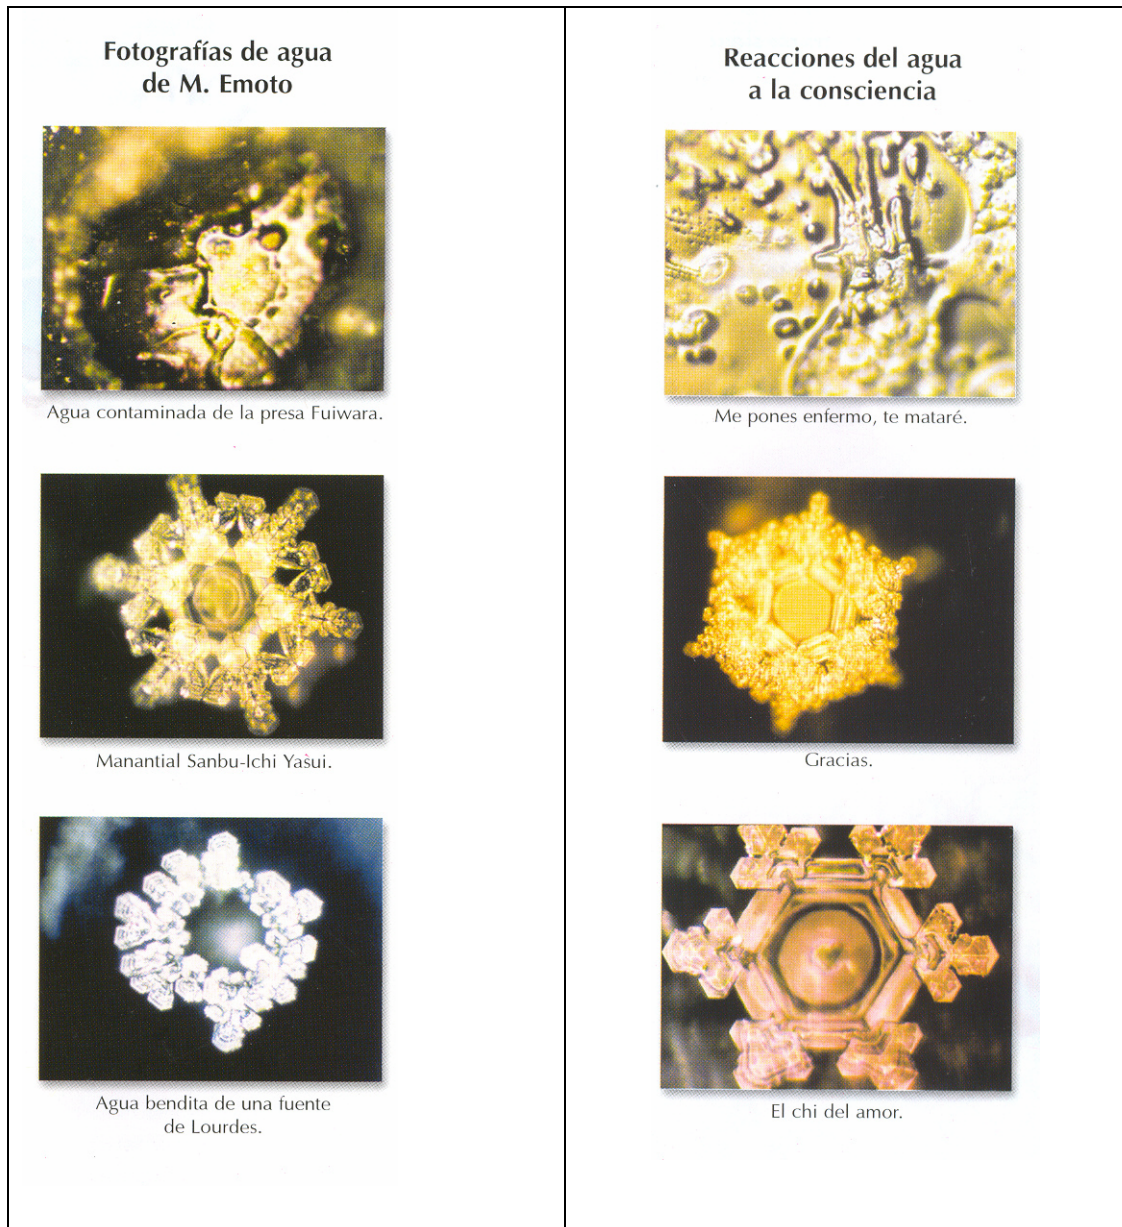 Fotografías de agua
de M. Emoto
Agua contaminada de la presa Fuiwara.
Manantial Sanbu-Ichi Yasui.
Agua bendita de una fuente
de Lourdes.
Reacciones del agua
a la consciencia
Me pones enfermo, te mataré.
Gracias.
El chi del amor.